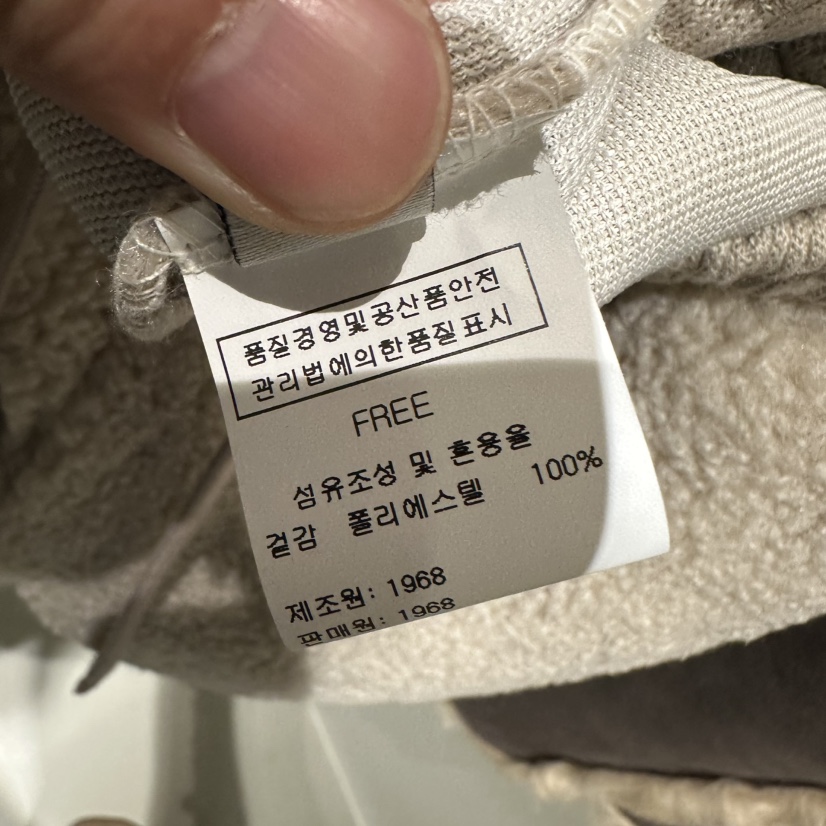 품질경영및공산품안전
관리법에의한품질표시
FREE
섬유조성 및 혼용율
겉감 폴리에스텔 100%
제조원: 1968
판매원: 1968